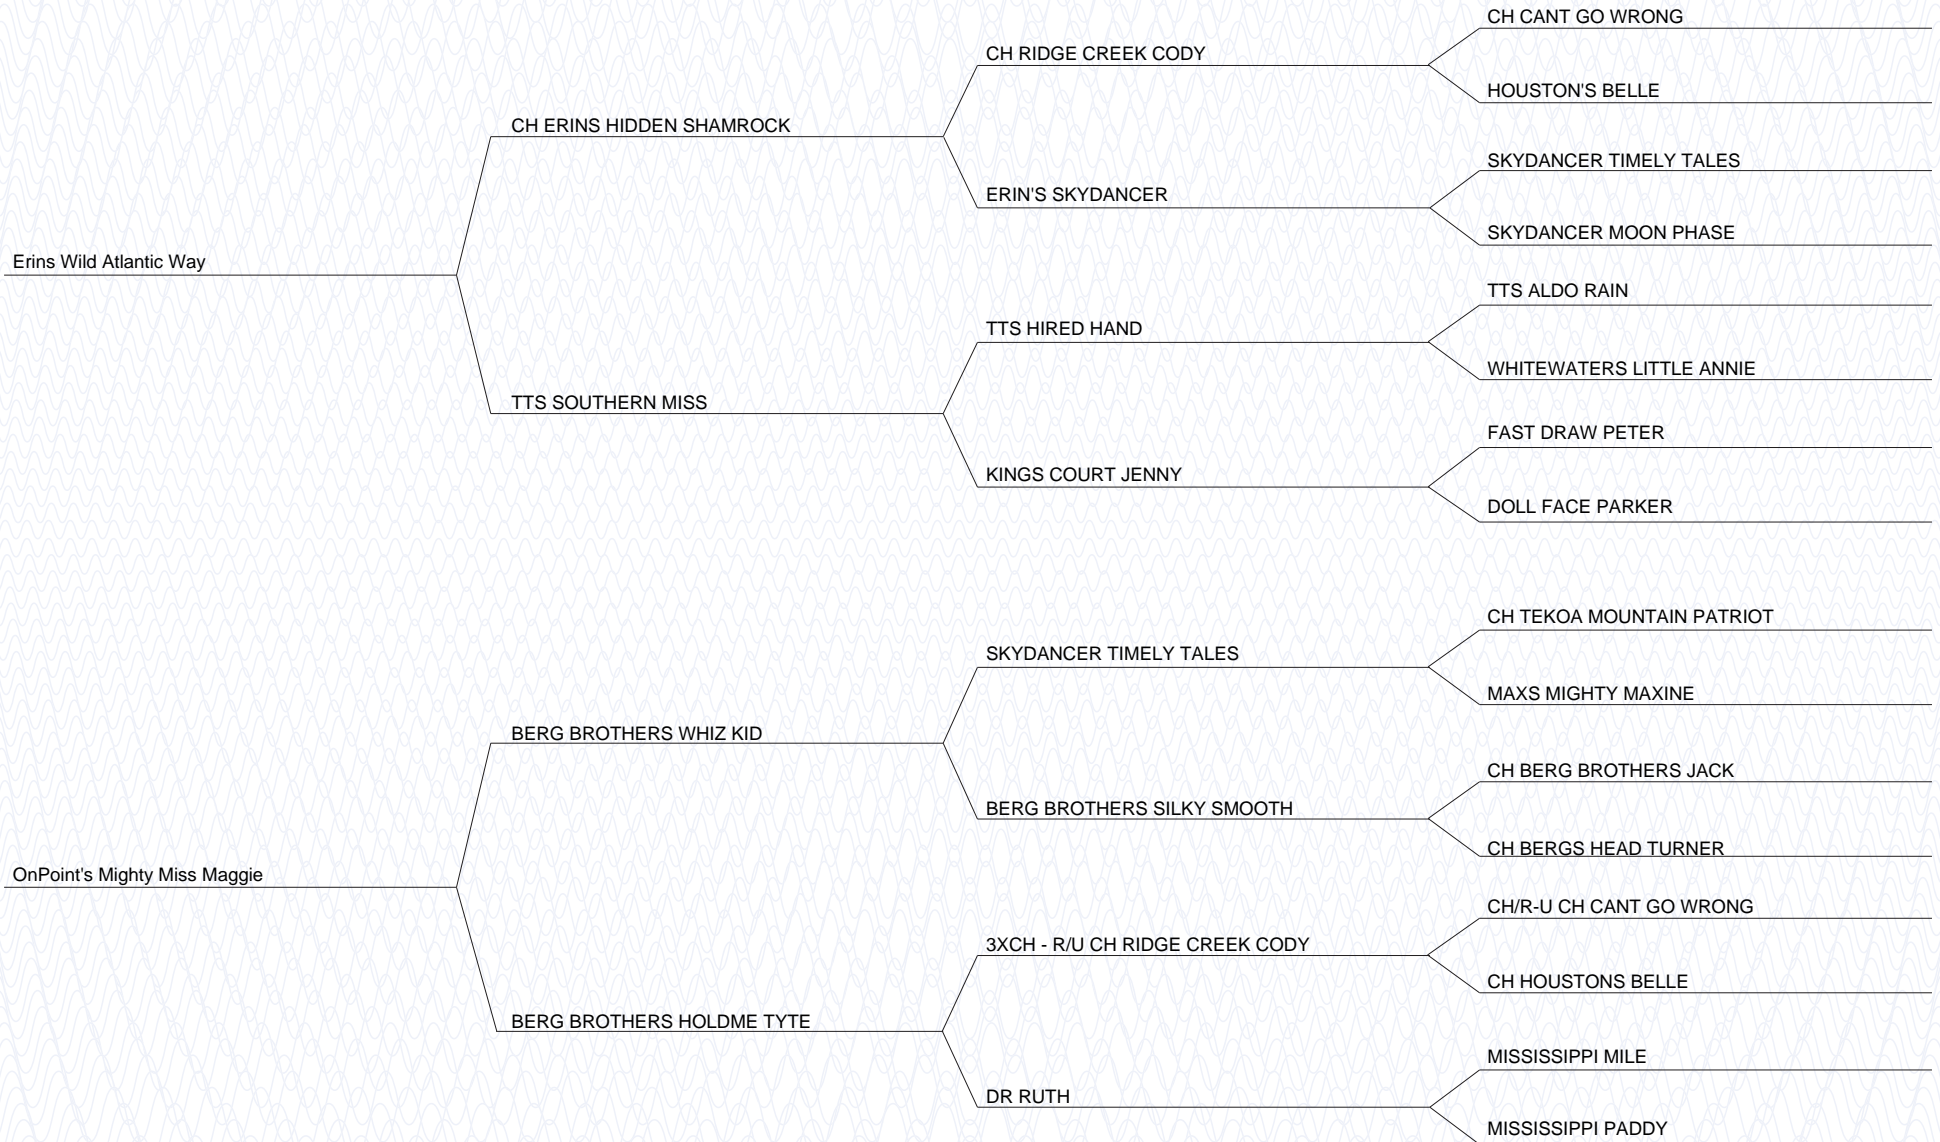 CH CANT GO WRONG
CH RIDGE CREEK CODY
HOUSTON'S BELLE
CH ERINS HIDDEN SHAMROCK
SKYDANCER TIMELY TALES
ERIN'S SKYDANCER
SKYDANCER MOON PHASE
Erins Wild Atlantic Way
TTS ALDO RAIN
TTS HIRED HAND
WHITEWATERS LITTLE ANNIE
TTS SOUTHERN MISS
FAST DRAW PETER
KINGS COURT JENNY
DOLL FACE PARKER
CH TEKOA MOUNTAIN PATRIOT
SKYDANCER TIMELY TALES
MAXS MIGHTY MAXINE
BERG BROTHERS WHIZ KID
CH BERG BROTHERS JACK
BERG BROTHERS SILKY SMOOTH
CH BERGS HEAD TURNER
OnPoint's Mighty Miss Maggie
CH/R-U CH CANT GO WRONG
3XCH - R/U CH RIDGE CREEK CODY
CH HOUSTONS BELLE
BERG BROTHERS HOLDME TYTE
MISSISSIPPI MILE
DR RUTH
MISSISSIPPI PADDY